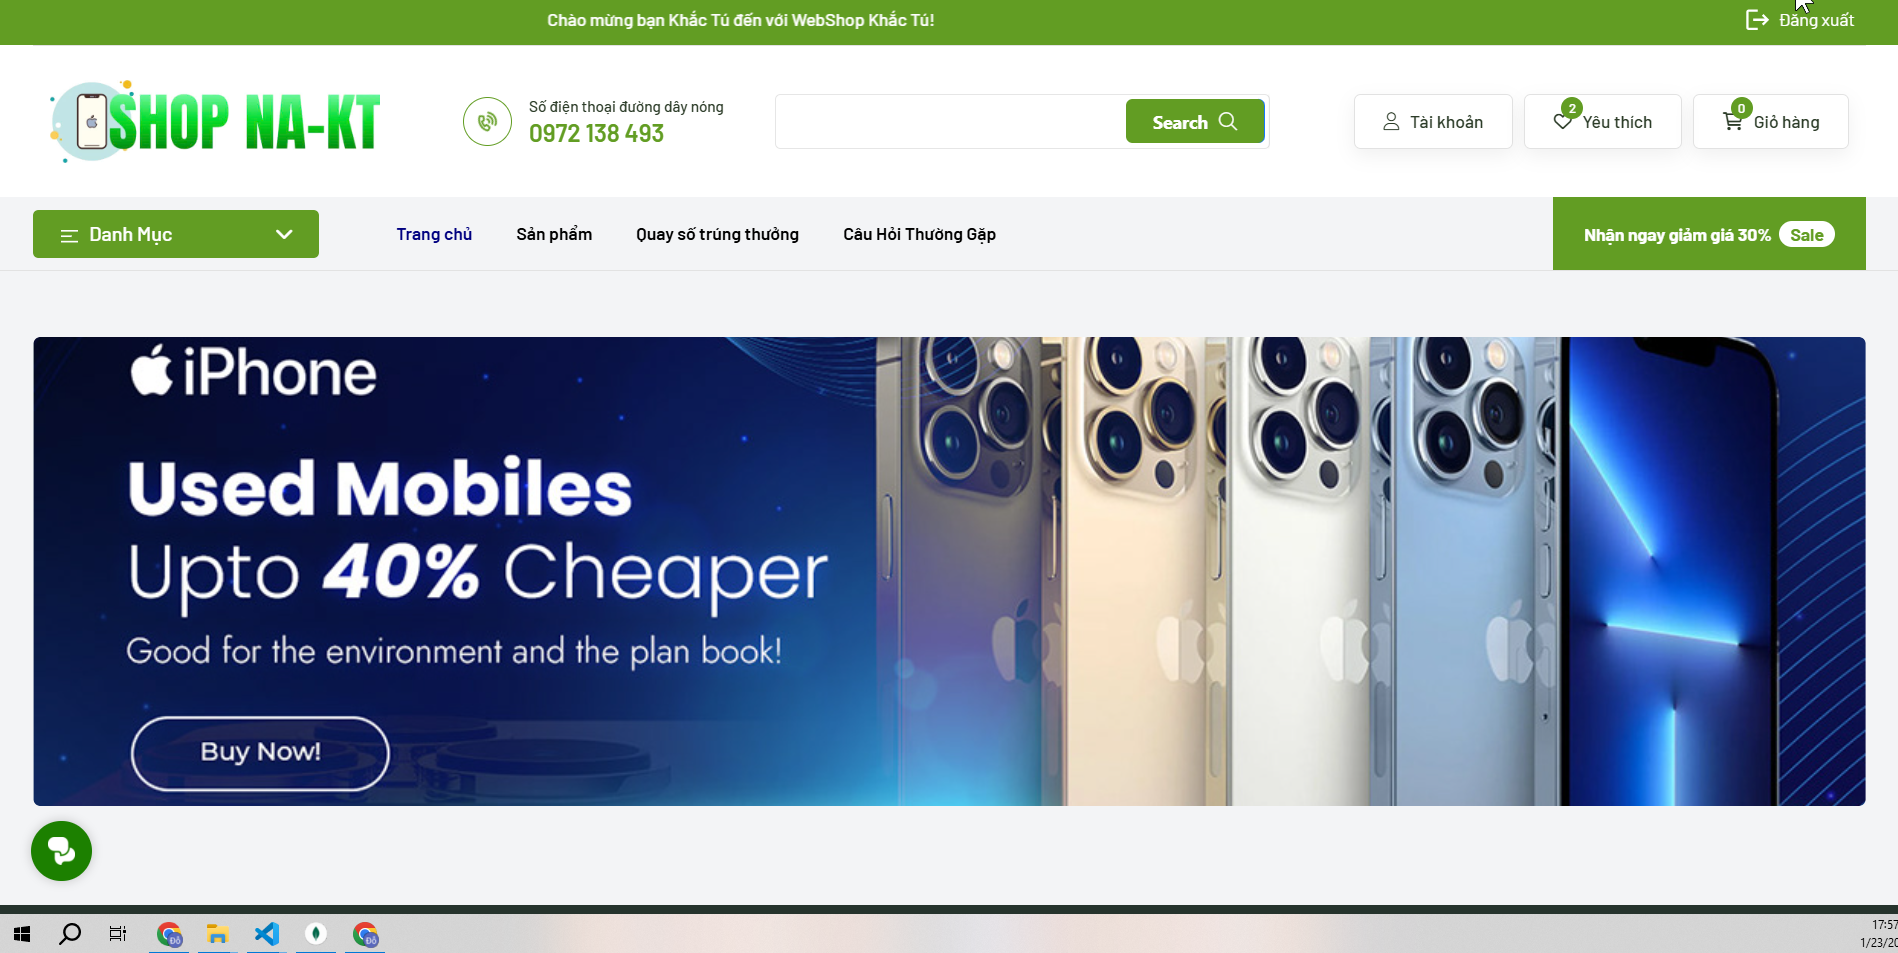 Chào mừng bạn Khắc Tú đến với WebShop Khắc Tú!
Đăng xuất
SHOP NA-KT
Số điện thoại đường dây nóng
0972 138 493
Search
Tài khoản
2
Yêu thích
0
Giỏ hàng
Danh Mục
Trang chủ
Sản phẩm
Quay số trúng thưởng
Câu Hỏi Thường Gặp
Nhận ngay giảm giá 30% Sale
iPhone
Used Mobiles
Upto 40% Cheaper
Good for the environment and the plan book!
Buy Now!
17:57
1/23/20